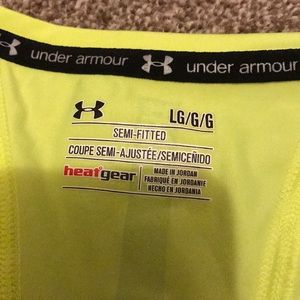 under armour under armour
LG/G/G
SEMI-FITTED
COUPE SEMI-AJUSTÉE/SEMICEÑIDO
heatgear
MADE IN JORDAN
FABRIQUÉ EN JORDANIE
HECHO EN JORDANIA